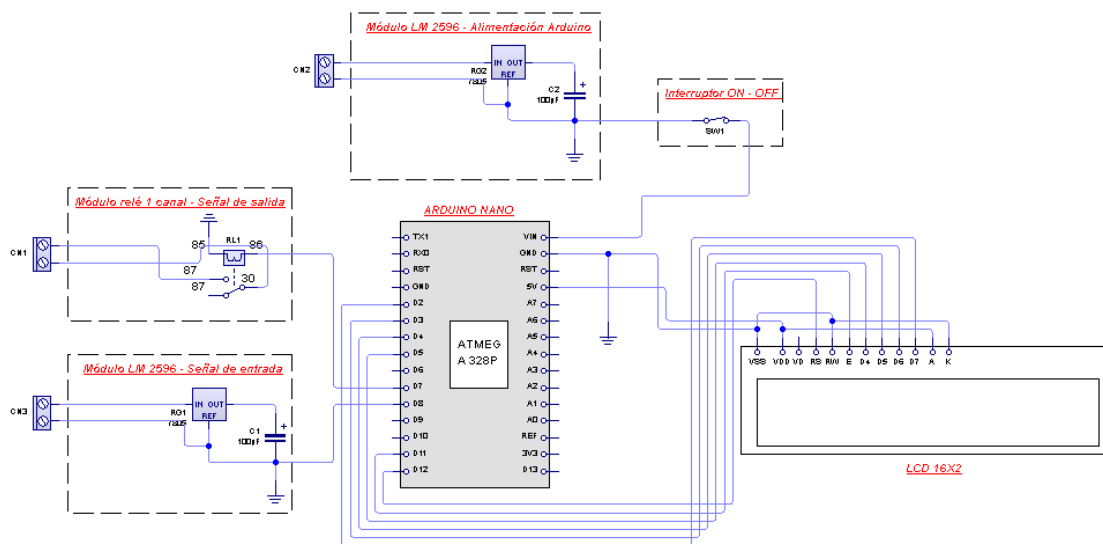 Módulo LM 2596 - Alimentación Arduino
CN2
IN OUT
REF
RG2
7805
C2
100µF
+
Interruptor ON - OFF
SW1
Módulo relé 1 canal - Señal de salida
CN1
RL1
85
86
87
30
87
Módulo LM 2596 - Señal de entrada
CN3
IN OUT
REF
RG1
7805
C1
100µF
+
ARDUINO NANO
TX1
RX0
RST
GND
D2
D3
D4
D5
D6
D7
D8
D9
D10
D11
D12
ATMEG
A 328P
VIN
GND
RST
5V
A7
A6
A5
A4
A3
A2
A1
A0
REF
3V3
D13
VSS VDD VD RS RW E D4 D5 D6 D7 A K
LCD 16X2